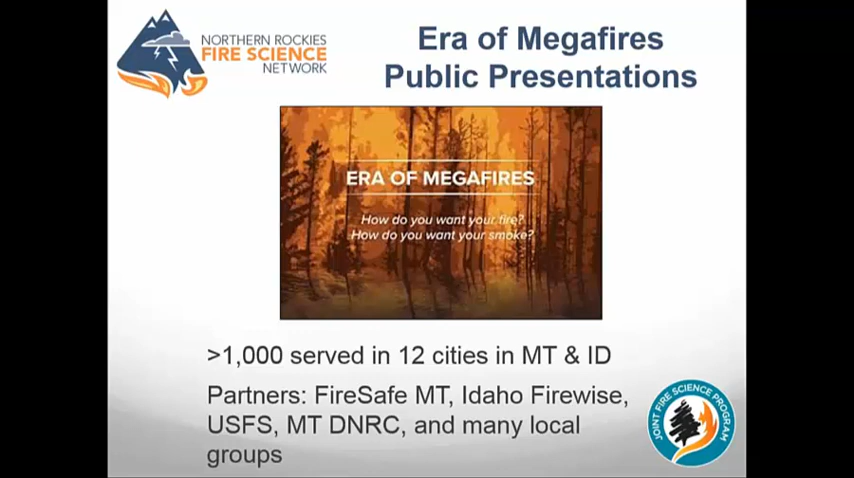 NORTHERN ROCKIES
FIRE SCIENCE
NETWORK
Era of Megafires
Public Presentations
ERA OF MEGAFIRES
How do you want your fire?
How do you want your smoke?
>1,000 served in 12 cities in MT & ID
Partners: FireSafe MT, Idaho Firewise,
USFS, MT DNRC, and many local
groups
JOINT FIRE SCIENCE PROGRAM